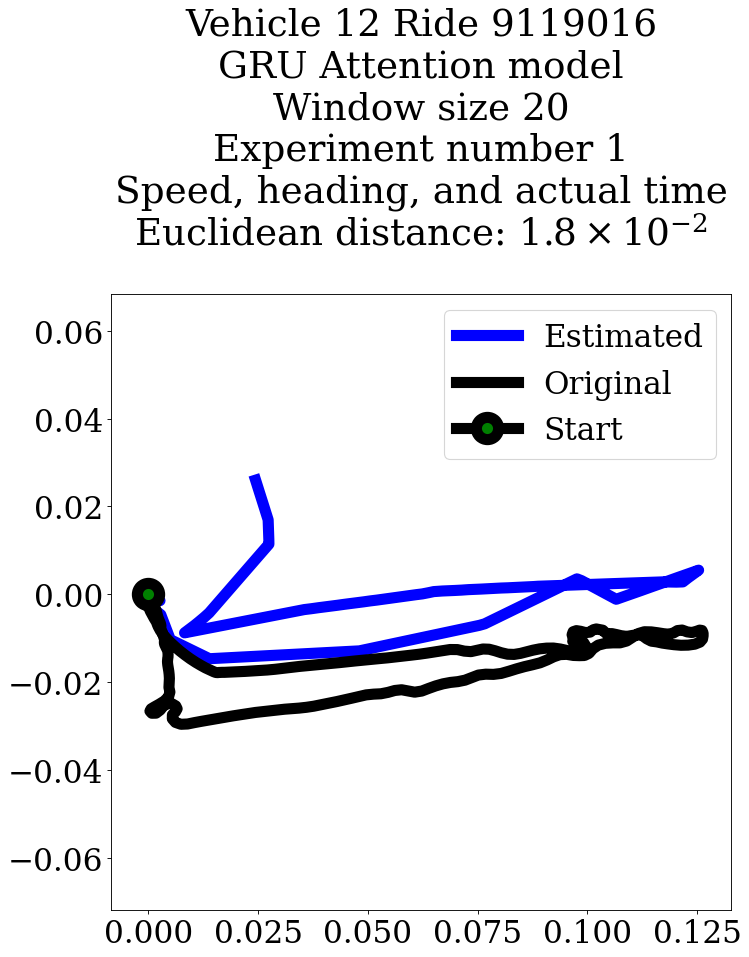 Vehicle 12 Ride 9119016
GRU Attention model
Window size 20
Experiment number 1
Speed, heading, and actual time
Euclidean distance: 1.8 × 10⁻²
Estimated
Original
Start
0.06
0.04
0.02
0.00
−0.02
−0.04
−0.06
0.000 0.025 0.050 0.075 0.100 0.125